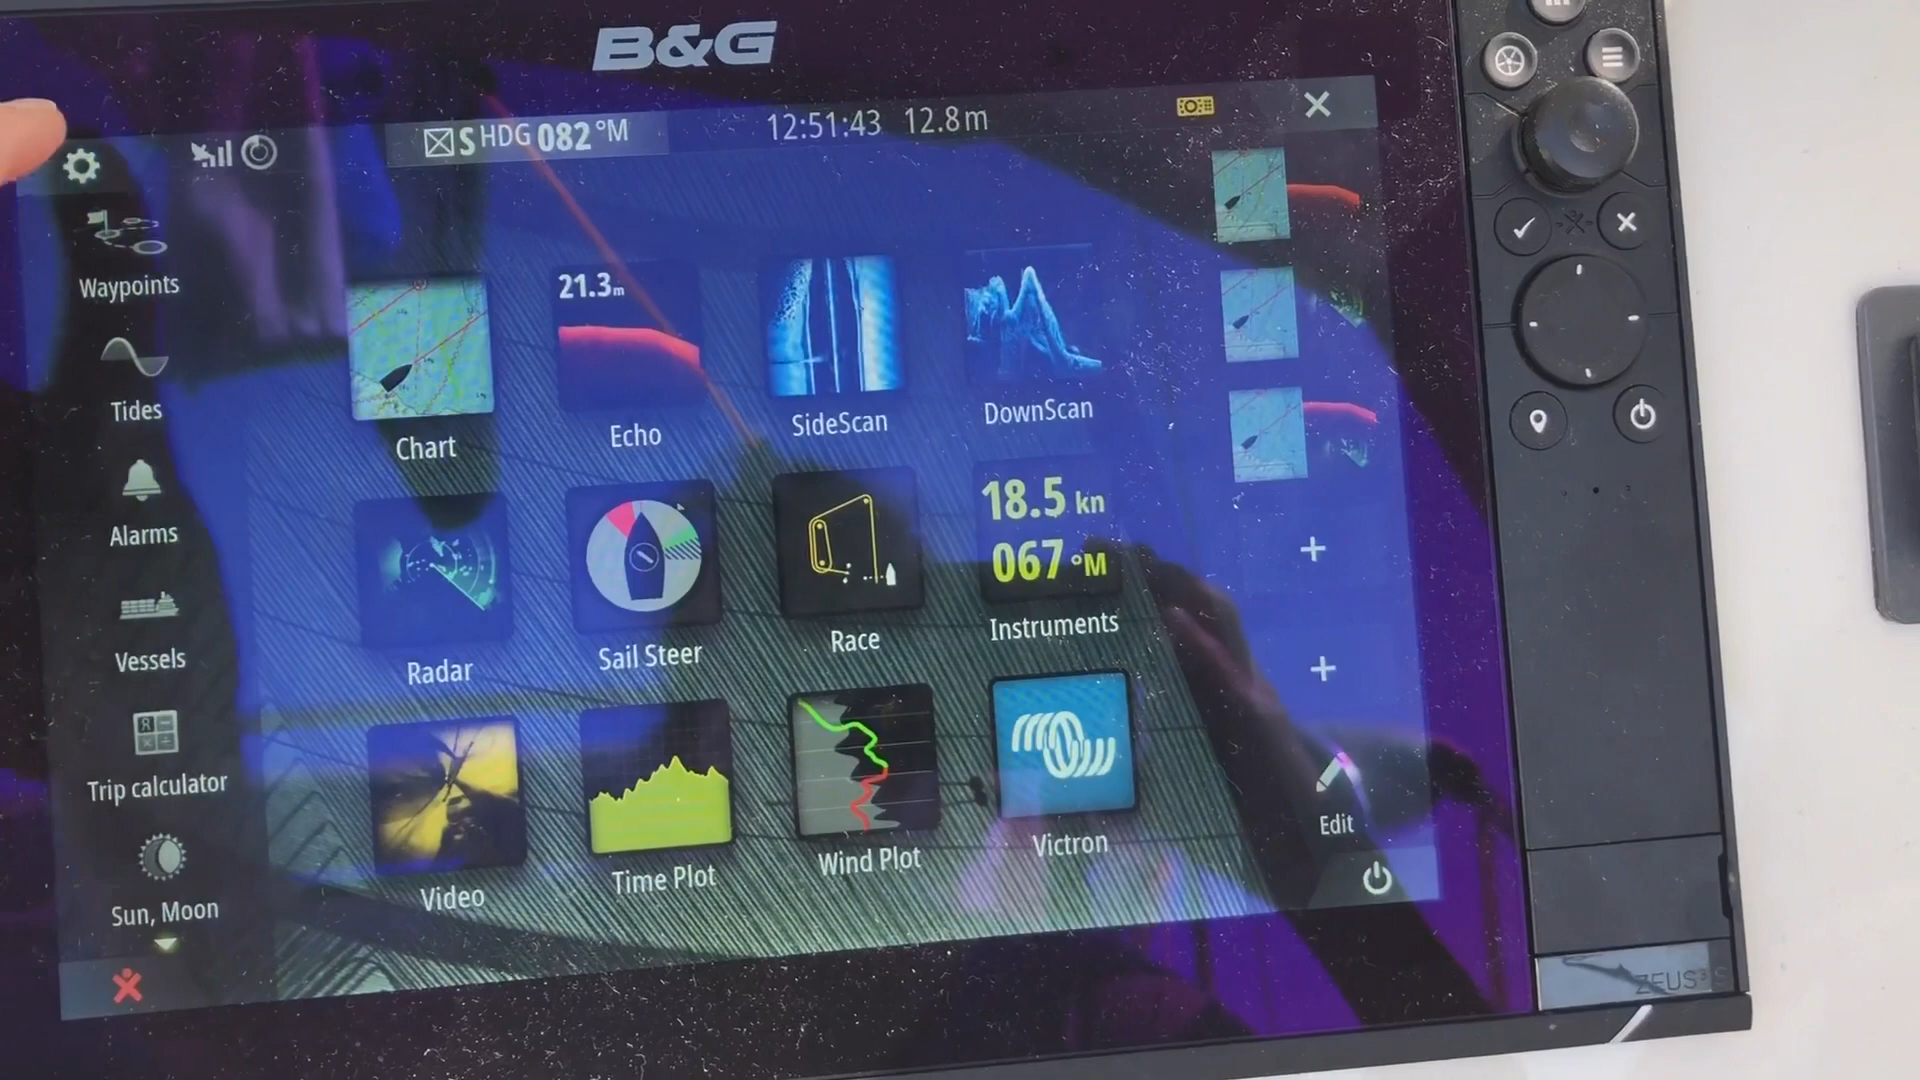 B&G
S HDG 082 °M
12:51:43 12.8m
Waypoints
Tides
Alarms
Vessels
Trip calculator
Sun, Moon
Chart
21.3m
Echo
SideScan
DownScan
Radar
Sail Steer
Race
18.5 kn
067 °M
Instruments
Video
Time Plot
Wind Plot
Victron
Edit
ZEUS³S